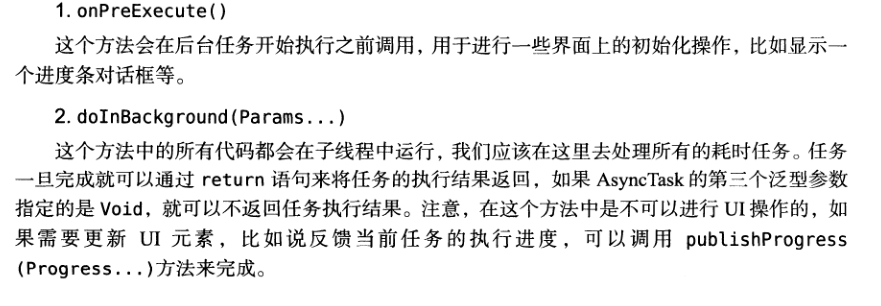 1. onPreExecute()
这个方法会在后台任务开始执行之前调用，用于进行一些界面上的初始化操作，比如显示一
个进度条对话框等。
2. doInBackground(Params...)
这个方法中的所有代码都会在子线程中运行，我们应该在这里去处理所有的耗时任务。任务
一旦完成就可以通过 return 语句来将任务的执行结果返回，如果 AsyncTask 的第三个泛型参数
指定的是 Void，就可以不返回任务执行结果。注意，在这个方法中是不可以进行 UI 操作的，如
果需要更新 UI 元素，比如说反馈当前任务的执行进度，可以调用 publishProgress
(Progress...)方法来完成。